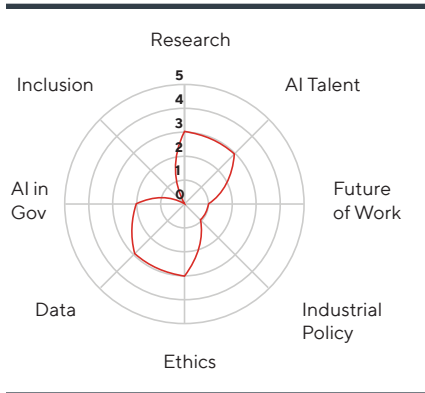 Research
Inclusion
AI Talent
5
4
3
2
1
0
AI in
Gov
Future
of Work
Data
Industrial
Policy
Ethics